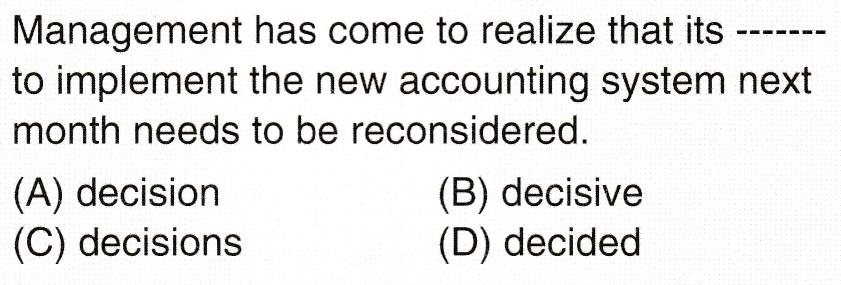 Management has come to realize that its -------
to implement the new accounting system next
month needs to be reconsidered.
(A) decision (B) decisive
(C) decisions (D) decided